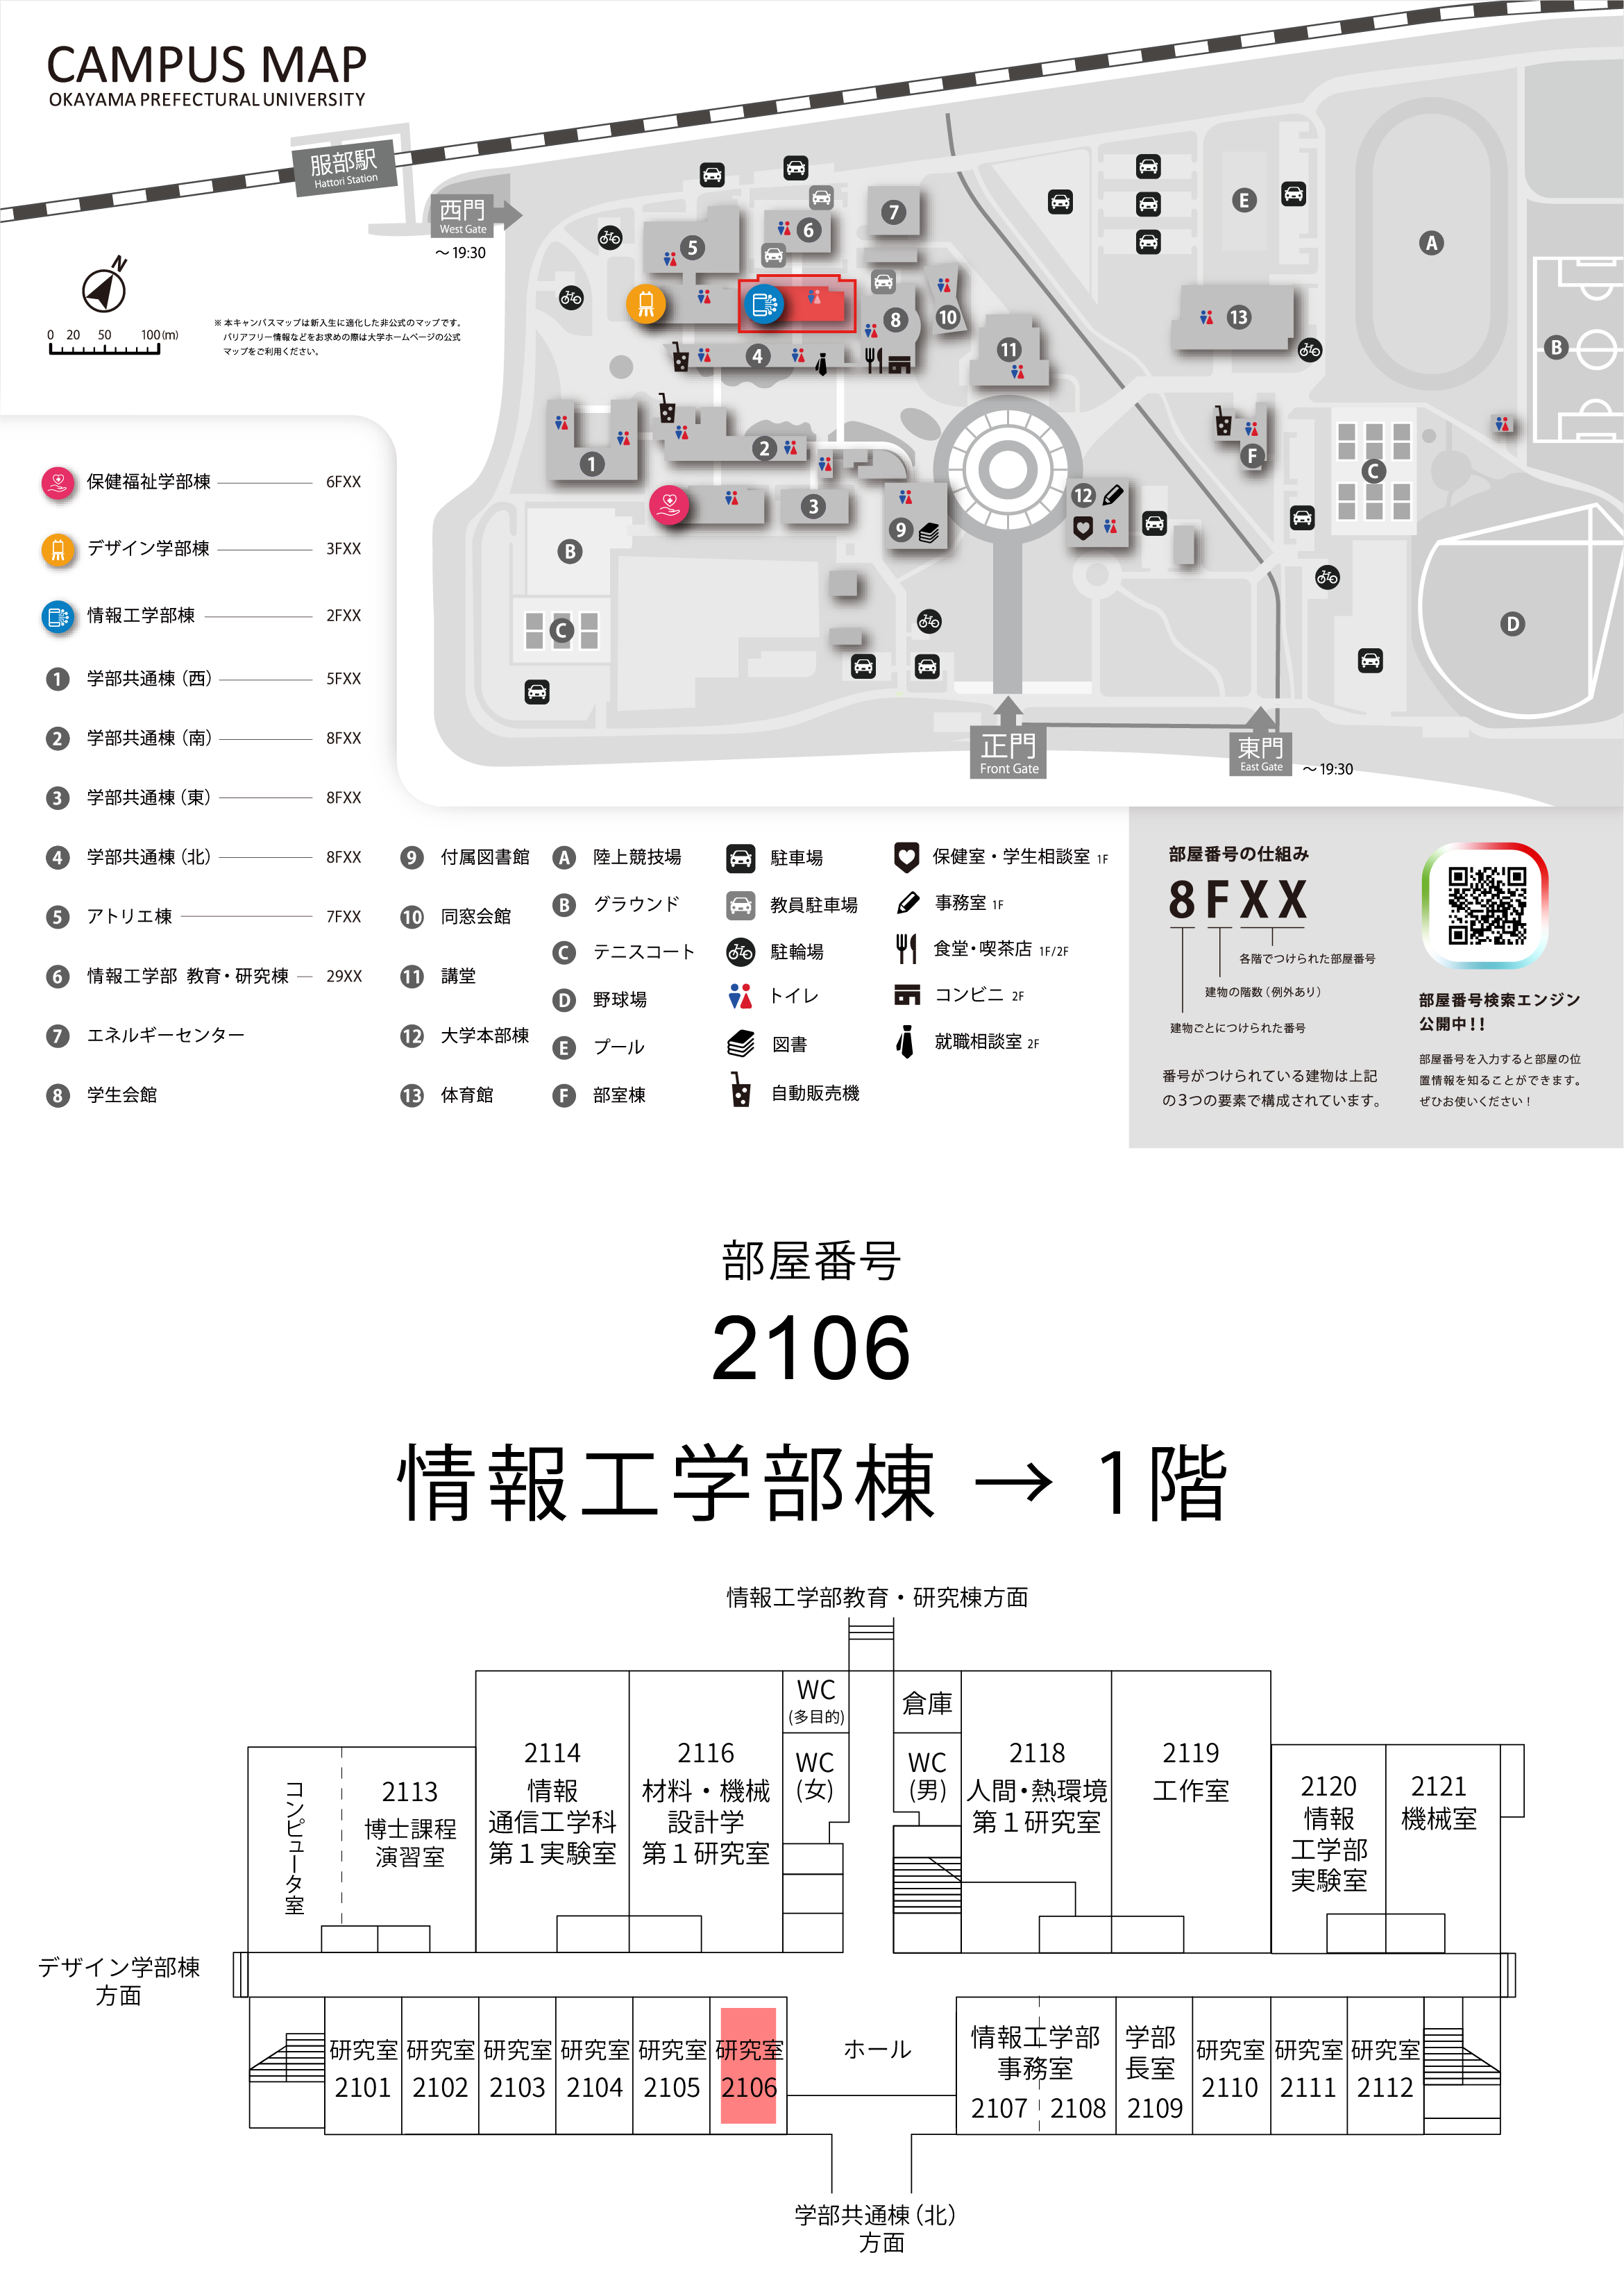 CAMPUS MAP
OKAYAMA PREFECTURAL UNIVERSITY
服部駅
Hattori Station
西門
West Gate
～19:30
N
0 20 50 100(m)
※本キャンパスマップは新入生に適化した非公式のマップです。
バリアフリー情報などをお求めの際は大学ホームページの公式
マップをご利用ください。
7
6
5
E
A
8
10
13
11
4
B
2
1
F
C
12
3
9
B
C
D
正門
Front Gate
東門
East Gate
～19:30
保健福祉学部棟 6FXX
デザイン学部棟 3FXX
情報工学部棟 2FXX
1 学部共通棟（西） 5FXX
2 学部共通棟（南） 8FXX
3 学部共通棟（東） 8FXX
4 学部共通棟（北） 8FXX
5 アトリエ棟 7FXX
6 情報工学部 教育・研究棟 29XX
7 エネルギーセンター
8 学生会館
9 付属図書館
10 同窓会館
11 講堂
12 大学本部棟
13 体育館
A 陸上競技場
B グラウンド
C テニスコート
D 野球場
E プール
F 部室棟
駐車場
教員駐車場
駐輪場
トイレ
図書
自動販売機
保健室・学生相談室 1F
事務室 1F
食堂・喫茶店 1F/2F
コンビニ 2F
就職相談室 2F
部屋番号の仕組み
8FXX
各階でつけられた部屋番号
建物の階数（例外あり）
建物ごとにつけられた番号
番号がつけられている建物は上記
の3つの要素で構成されています。
部屋番号検索エンジン
公開中！！
部屋番号を入力すると部屋の位
置情報を知ることができます。
ぜひお使いください！
部屋番号
2106
情報工学部棟 → 1階
情報工学部教育・研究棟方面
コンピュータ室
2113
博士課程
演習室
2114
情報
通信工学科
第１実験室
2116
材料・機械
設計学
第１研究室
WC
(多目的)
WC
(女)
倉庫
WC
(男)
2118
人間・熱環境
第１研究室
2119
工作室
2120
情報
工学部
実験室
2121
機械室
デザイン学部棟
方面
研究室
2101
研究室
2102
研究室
2103
研究室
2104
研究室
2105
研究室
2106
ホール
情報工学部
事務室
2107 2108
学部
長室
2109
研究室
2110
研究室
2111
研究室
2112
学部共通棟（北）
方面